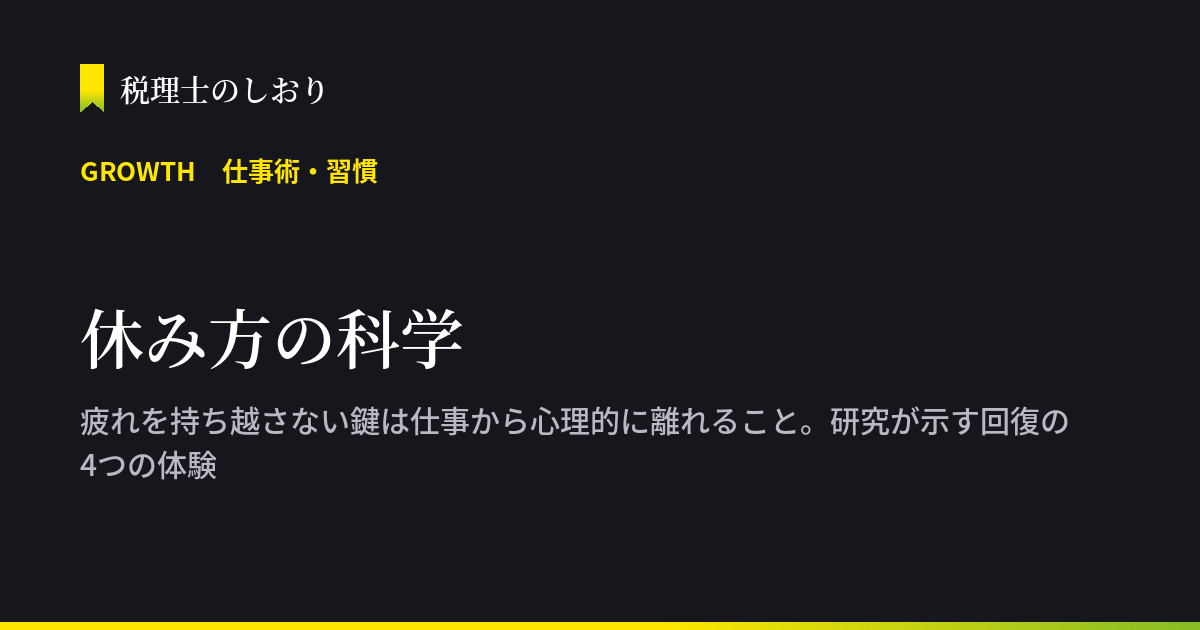 税理士のしおり
GROWTH 仕事術・習慣
休み方の科学
疲れを持ち越さない鍵は仕事から心理的に離れること。研究が示す回復の
4つの体験